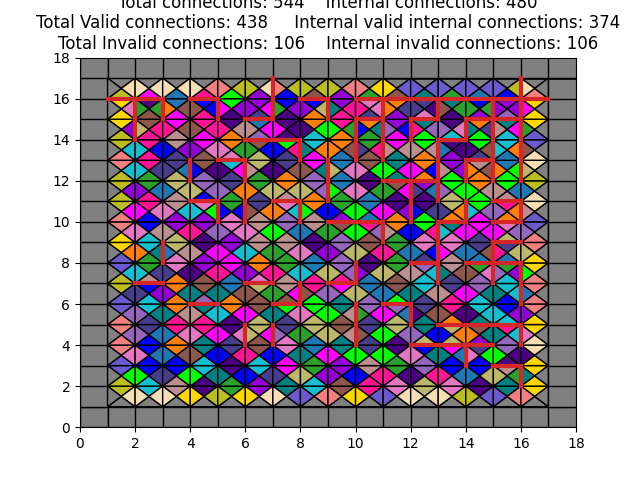 Total connections: 544    Internal connections: 480
Total Valid connections: 438    Internal valid internal connections: 374
Total Invalid connections: 106    Internal invalid connections: 106
18
16
14
12
10
8
6
4
2
0
0 2 4 6 8 10 12 14 16 18